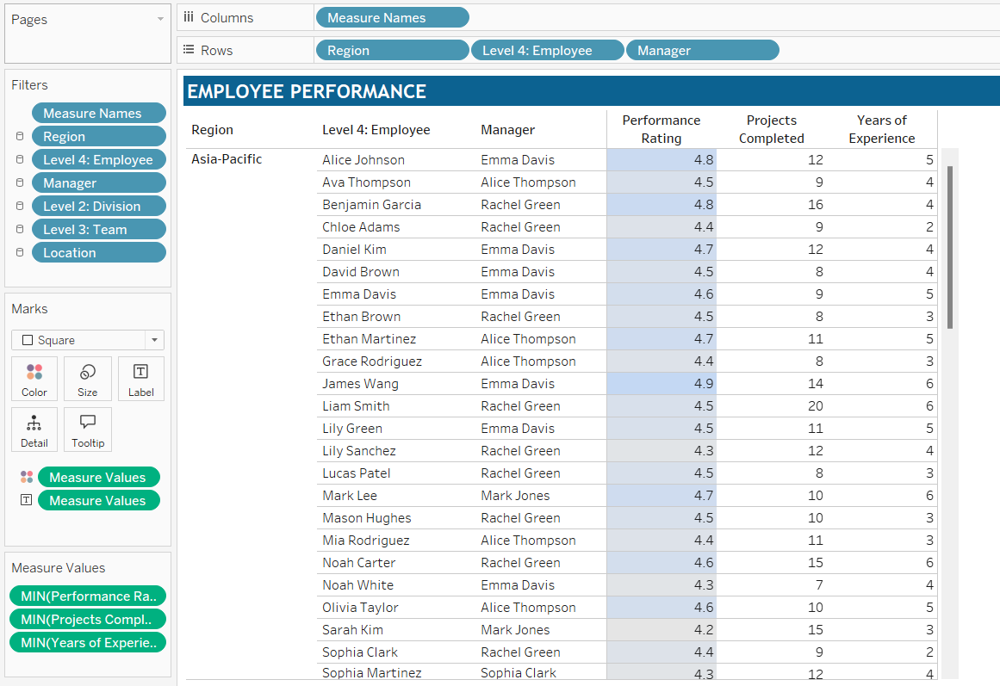 Pages
Columns
Measure Names
Rows
Region
Level 4: Employee
Manager
Filters
Measure Names
Region
Level 4: Employee
Manager
Level 2: Division
Level 3: Team
Location
Marks
Square
Color
Size
T
Label
Detail
Tooltip
Measure Values
T
Measure Values
Measure Values
MIN(Performance Ra..
MIN(Projects Compl..
MIN(Years of Experie..
EMPLOYEE PERFORMANCE
Region Level 4: Employee Manager Performance Rating Projects Completed Years of Experience
Asia-Pacific Alice Johnson Emma Davis 4.8 12 5
Ava Thompson Alice Thompson 4.5 9 4
Benjamin Garcia Rachel Green 4.8 16 4
Chloe Adams Rachel Green 4.4 9 2
Daniel Kim Emma Davis 4.7 12 4
David Brown Emma Davis 4.5 8 4
Emma Davis Emma Davis 4.6 9 5
Ethan Brown Rachel Green 4.5 8 3
Ethan Martinez Alice Thompson 4.7 11 5
Grace Rodriguez Alice Thompson 4.4 8 3
James Wang Emma Davis 4.9 14 6
Liam Smith Rachel Green 4.5 20 6
Lily Green Emma Davis 4.5 11 5
Lily Sanchez Rachel Green 4.3 12 4
Lucas Patel Rachel Green 4.5 8 3
Mark Lee Mark Jones 4.7 10 6
Mason Hughes Rachel Green 4.5 10 3
Mia Rodriguez Alice Thompson 4.4 11 3
Noah Carter Rachel Green 4.6 15 6
Noah White Emma Davis 4.3 7 4
Olivia Taylor Alice Thompson 4.6 10 5
Sarah Kim Mark Jones 4.2 15 3
Sophia Clark Rachel Green 4.4 9 2
Sophia Martinez Sophia Clark 4.3 12 4